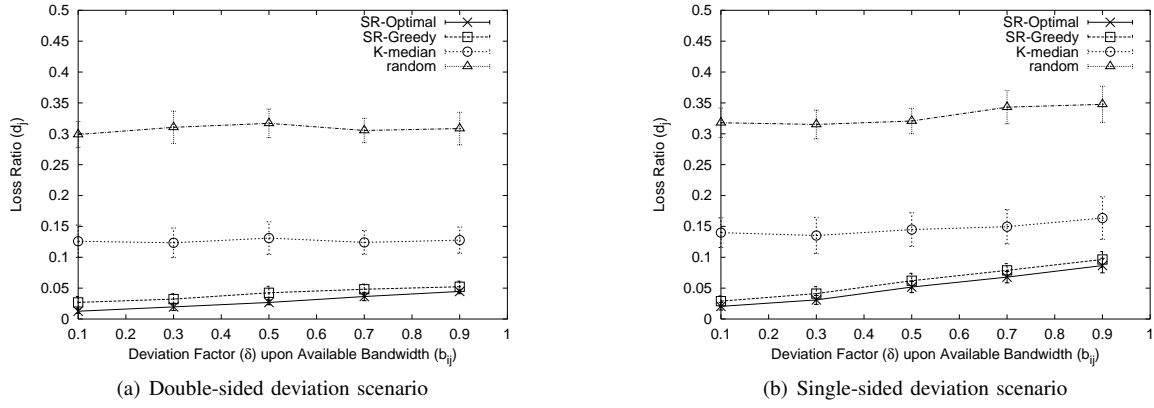 0.5
0.45
0.4
0.35
0.3
0.25
0.2
0.15
0.1
0.05
0
Loss Ratio (dj)
SR-Optimal
SR-Greedy
K-median
random
0.1 0.2 0.3 0.4 0.5 0.6 0.7 0.8 0.9 1
Deviation Factor (δ) upon Available Bandwidth (bij)
(a) Double-sided deviation scenario
0.5
0.45
0.4
0.35
0.3
0.25
0.2
0.15
0.1
0.05
0
Loss Ratio (dj)
SR-Optimal
SR-Greedy
K-median
random
0.1 0.2 0.3 0.4 0.5 0.6 0.7 0.8 0.9 1
Deviation Factor (δ) upon Available Bandwidth (bij)
(b) Single-sided deviation scenario